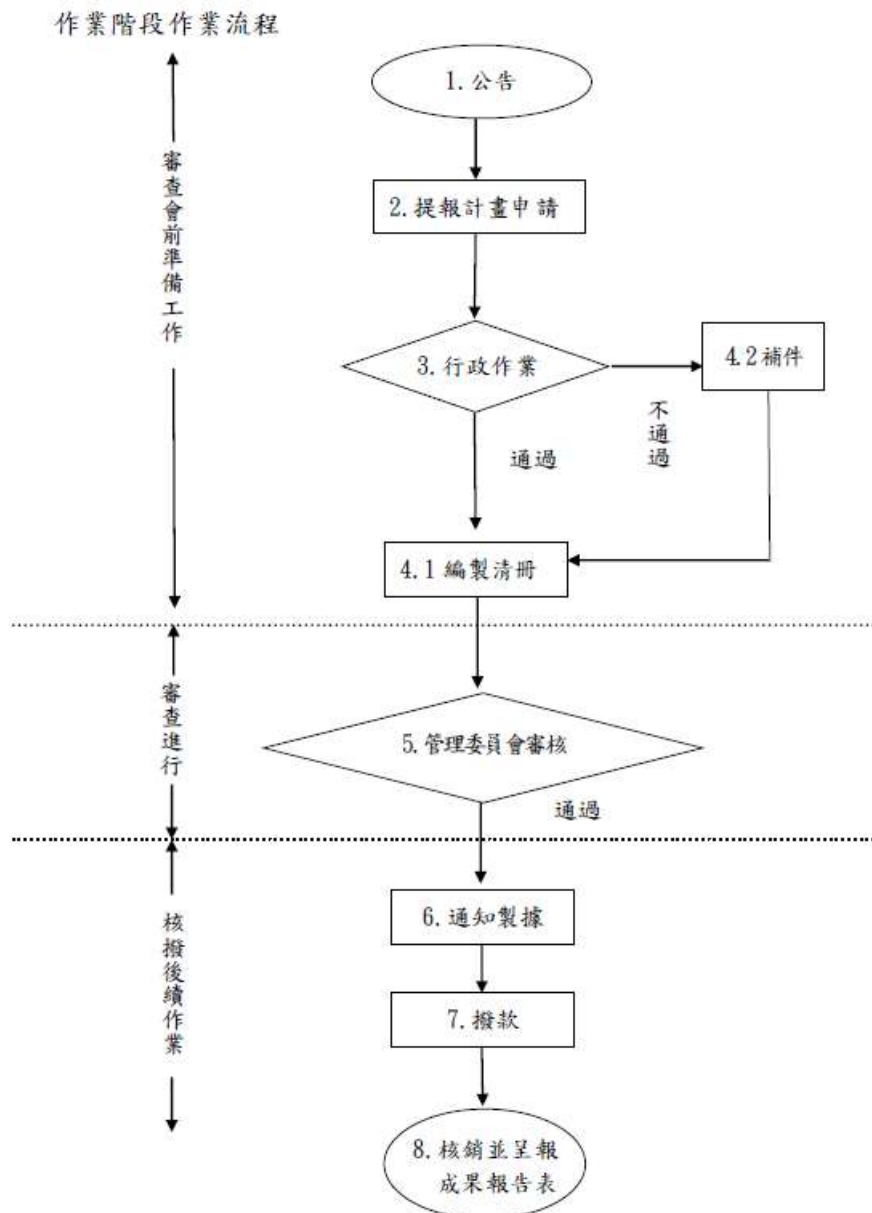 作業階段作業流程
1.公告
審查會前準備工作
2.提報計畫申請
3.行政作業
4.2補件
不通過
通過
4.1編製清冊
審查進行
5.管理委員會審核
通過
核撥後續作業
6.通知製據
7.撥款
8.核銷並呈報
成果報告表